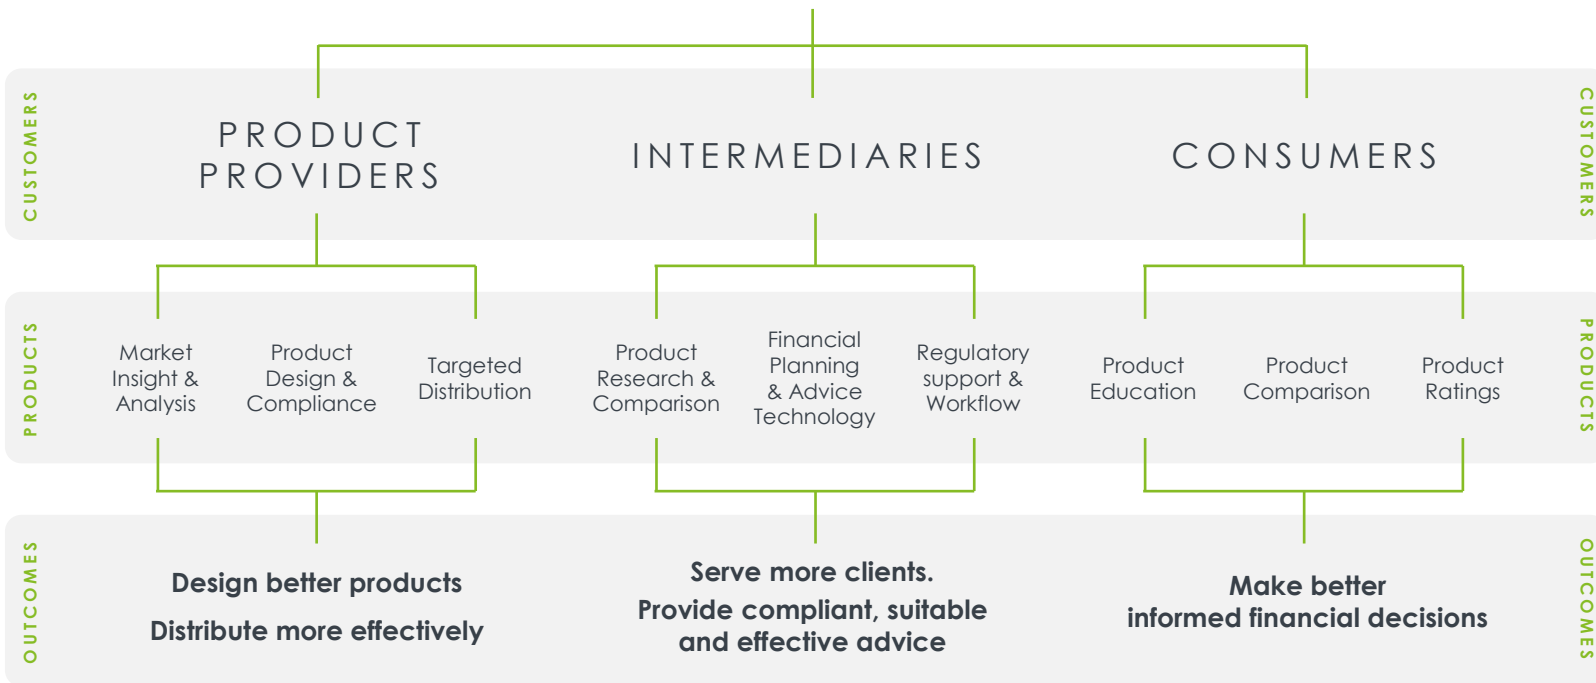 CUSTOMERS
PRODUCT
PROVIDERS
INTERMEDIARIES
CONSUMERS
CUSTOMERS
PRODUCTS
Market
Insight &
Analysis
Product
Design &
Compliance
Targeted
Distribution
Product
Research &
Comparison
Financial
Planning
& Advice
Technology
Regulatory
support &
Workflow
Product
Education
Product
Comparison
Product
Ratings
PRODUCTS
OUTCOMES
Design better products
Distribute more effectively
Serve more clients.
Provide compliant, suitable
and effective advice
Make better
informed financial decisions
OUTCOMES